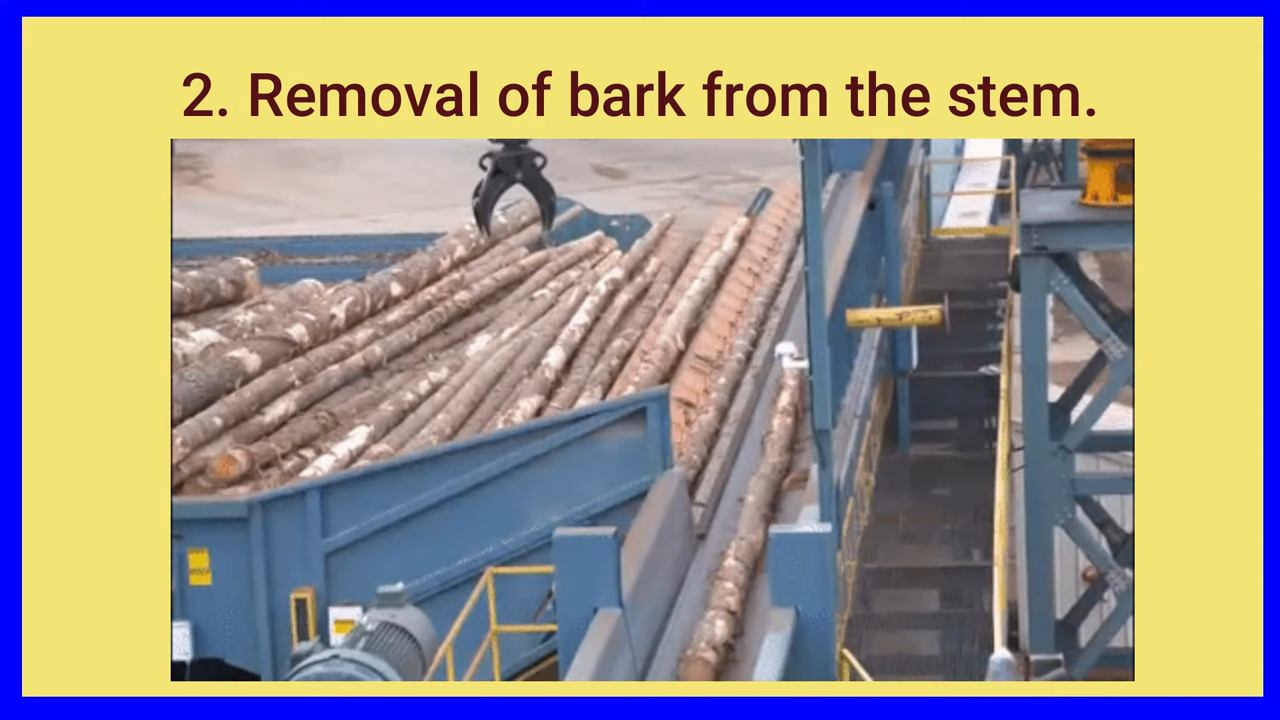 2. Removal of bark from the stem.